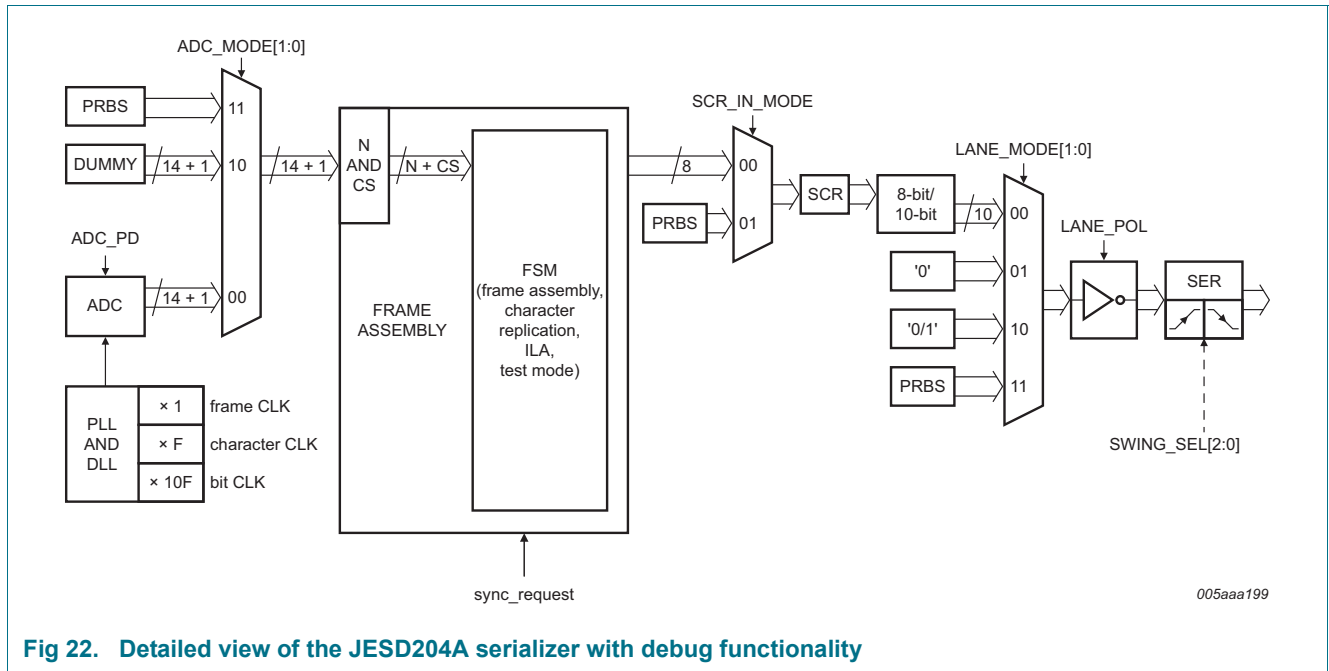 ADC_MODE[1:0]
PRBS
11
DUMMY
14 + 1
10
14 + 1
ADC_PD
ADC
14 + 1
00
PLL
AND
DLL
× 1
frame CLK
× F
character CLK
× 10F
bit CLK
N
AND
CS
N + CS
FRAME
ASSEMBLY
FSM
(frame assembly,
character
replication,
ILA,
test mode)
sync_request
SCR_IN_MODE
8
00
PRBS
01
SCR
8-bit/
10-bit
LANE_MODE[1:0]
10
00
'0'
01
'0/1'
10
PRBS
11
LANE_POL
SER
SWING_SEL[2:0]
005aaa199
Fig 22. Detailed view of the JESD204A serializer with debug functionality